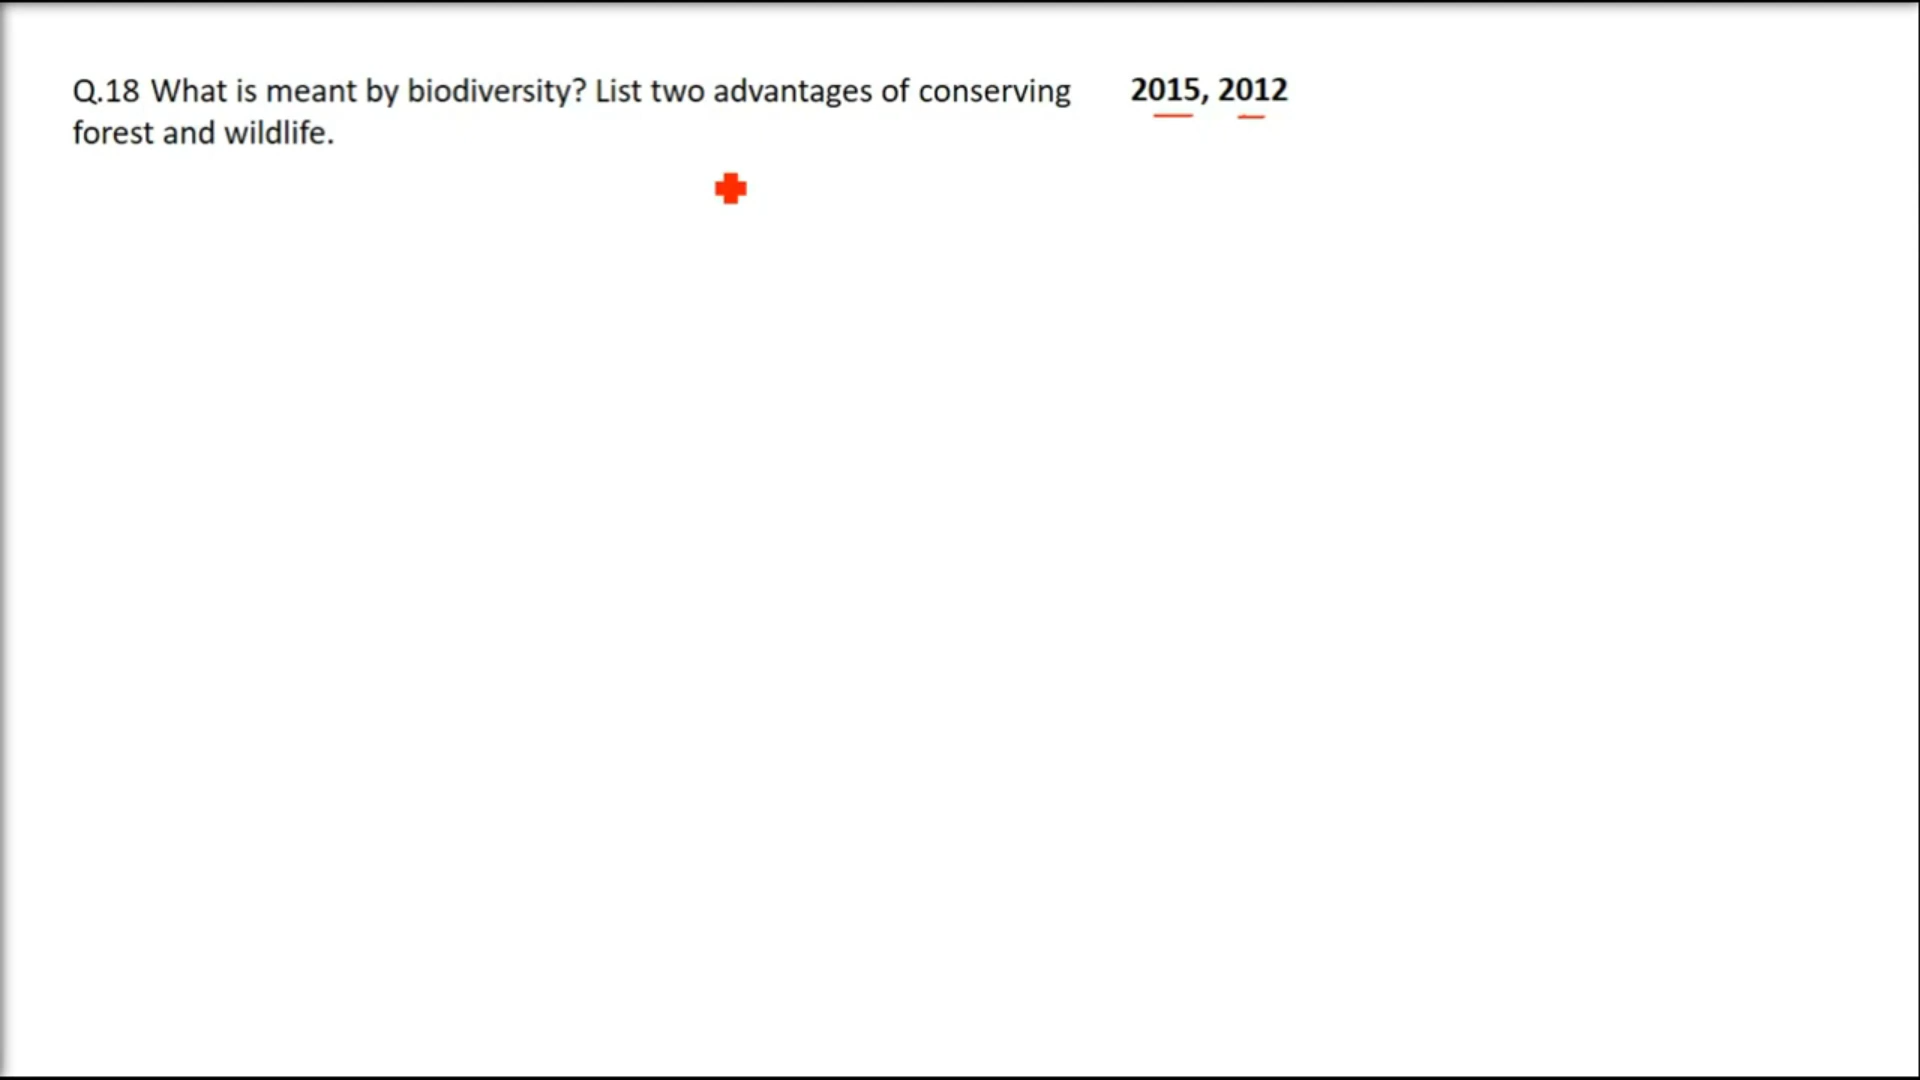 Q.18 What is meant by biodiversity? List two advantages of conserving 2015, 2012
forest and wildlife.